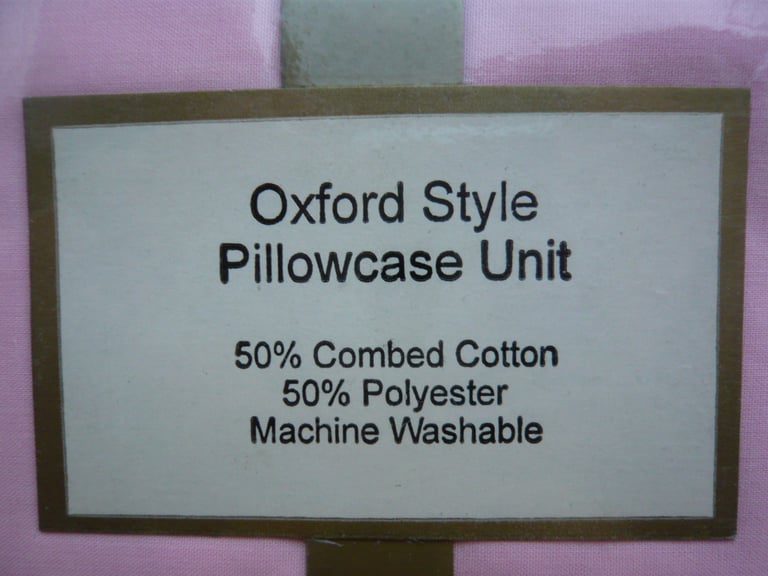 Oxford Style
Pillowcase Unit
50% Combed Cotton
50% Polyester
Machine Washable